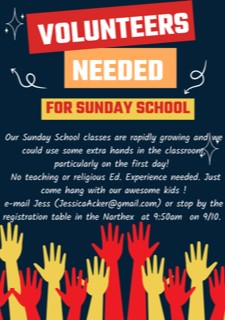 VOLUNTEERS
NEEDED
FOR SUNDAY SCHOOL
Our Sunday School classes are rapidly growing and we
could use some extra hands in the classroom,
particularly on the first day!
No teaching or religious Ed. Experience needed. Just
come hang with our awesome kids !
e-mail Jess (JessicaAcker@gmail.com) or stop by the
registration table in the Narthex at 9:50am on 9/10.